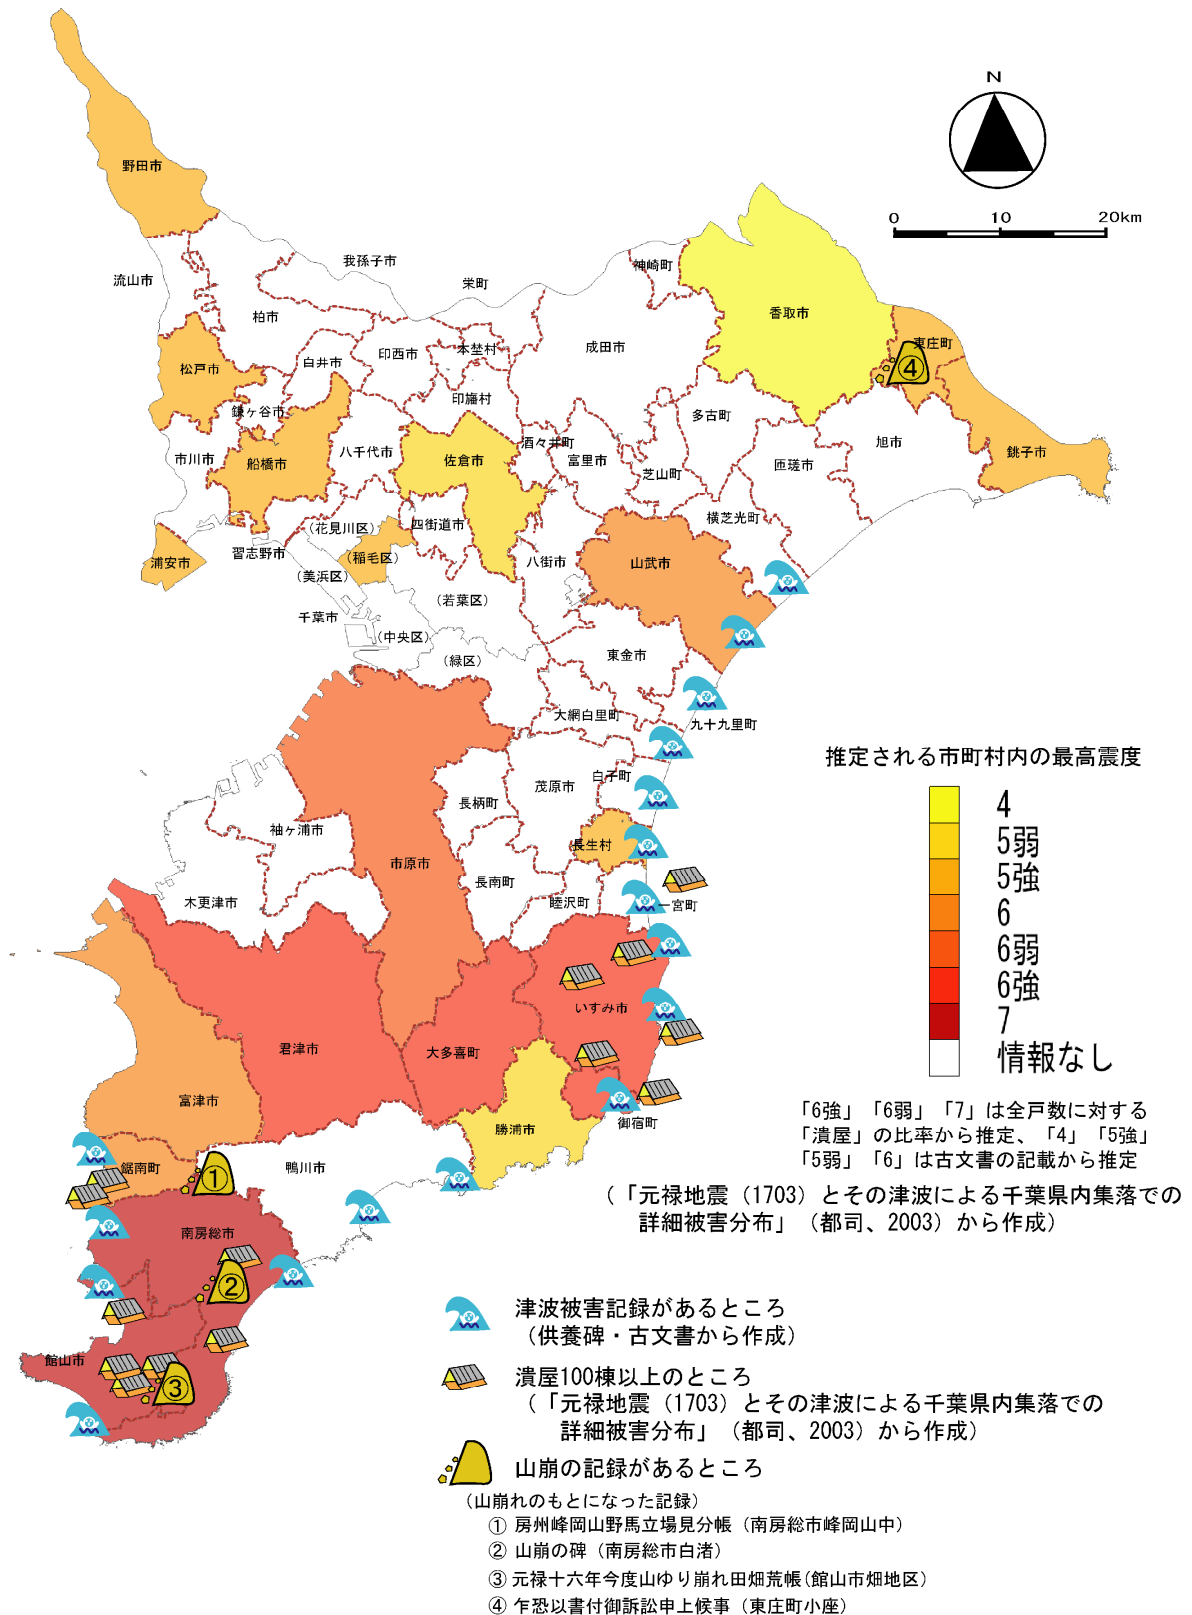 N
0 10 20km
野田市
流山市
我孫子市
栄町
神崎町
柏市
香取市
松戸市
白井市
印西市
本埜村
成田市
東庄町
④
鎌ヶ谷市
印旛村
多古町
市川市
船橋市
八千代市
佐倉市
酒々井町
富里市
芝山町
匝瑳市
旭市
銚子市
浦安市
習志野市
(花見川区)
四街道市
横芝光町
(稲毛区)
八街市
山武市
(美浜区)
(若葉区)
千葉市
(中央区)
(緑区)
東金市
大網白里町
九十九里町
袖ヶ浦市
長柄町
茂原市
白子町
長生村
市原市
木更津市
長南町
睦沢町
一宮町
君津市
大多喜町
いすみ市
富津市
勝浦市
御宿町
鋸南町
①
鴨川市
南房総市
②
館山市
③
推定される市町村内の最高震度
4
5弱
5強
6
6弱
6強
7
情報なし
「6強」「6弱」「7」は全戸数に対する
「潰屋」の比率から推定、「4」「5強」
「5弱」「6」は古文書の記載から推定
(「元禄地震(1703)とその津波による千葉県内集落での
詳細被害分布」(都司、2003)から作成)
津波被害記録があるところ
(供養碑・古文書から作成)
潰屋100棟以上のところ
(「元禄地震(1703)とその津波による千葉県内集落での
詳細被害分布」(都司、2003)から作成)
山崩の記録があるところ
(山崩れのもとになった記録)
① 房州峰岡山野馬立場見分帳(南房総市峰岡山中)
② 山崩の碑(南房総市白渚)
③ 元禄十六年今度山ゆり崩れ田畑荒帳(館山市畑地区)
④ 乍恐以書付御訴訟申上候事(東庄町小座)